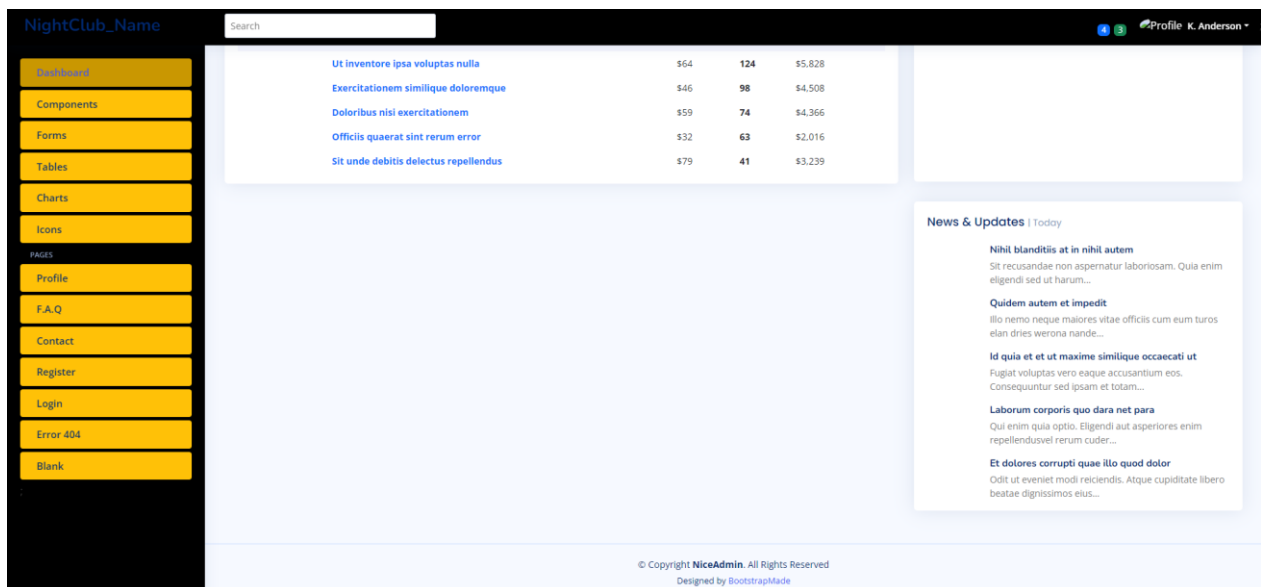 NightClub_Name
Search
4 3 Profile K. Anderson
Dashboard
Components
Forms
Tables
Charts
Icons
PAGES
Profile
F.A.Q
Contact
Register
Login
Error 404
Blank
;
Ut inventore ipsa voluptas nulla $64 124 $5,828
Exercitationem similique doloremque $46 98 $4,508
Doloribus nisi exercitationem $59 74 $4,366
Officiis quaerat sint rerum error $32 63 $2,016
Sit unde debitis delectus repellendus $79 41 $3,239
News & Updates | Today
Nihil blanditiis at in nihil autem
Sit recusandae non aspernatur laboriosam. Quia enim
eligendi sed ut harum...
Quidem autem et impedit
Illo nemo neque maiores vitae officiis cum eum turos
elan dries werona nande...
Id quia et et ut maxime similique occaecati ut
Fugiat voluptas vero eaque accusantium eos.
Consequuntur sed ipsam et totam...
Laborum corporis quo dara net para
Qui enim quia optio. Eligendi aut asperiores enim
repellendusvel rerum cuder...
Et dolores corrupti quae illo quod dolor
Odit ut eveniet modi reiciendis. Atque cupiditate libero
beatae dignissimos eius...
© Copyright NiceAdmin. All Rights Reserved
Designed by BootstrapMade